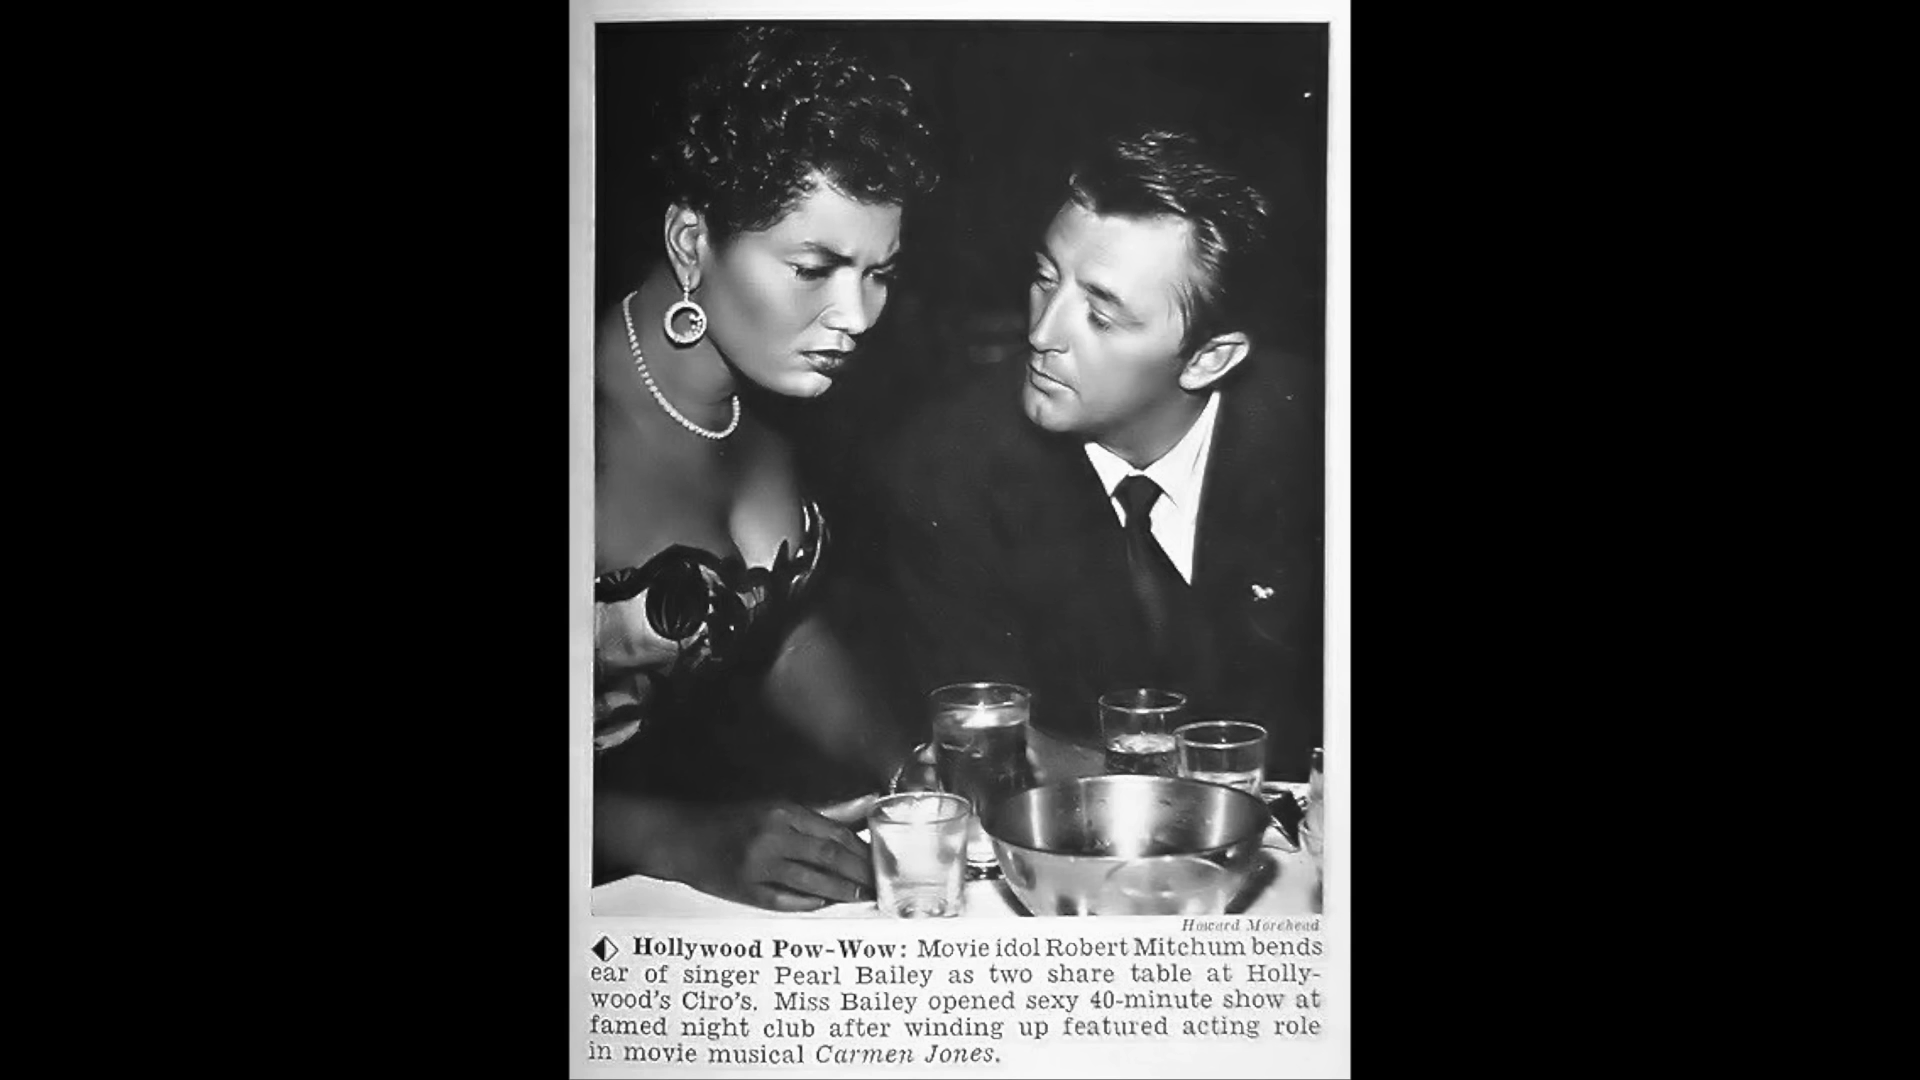 Howard Morehead
Hollywood Pow-Wow: Movie idol Robert Mitchum bends
ear of singer Pearl Bailey as two share table at Holly-
wood's Ciro's. Miss Bailey opened sexy 40-minute show at
famed night club after winding up featured acting role
in movie musical Carmen Jones.